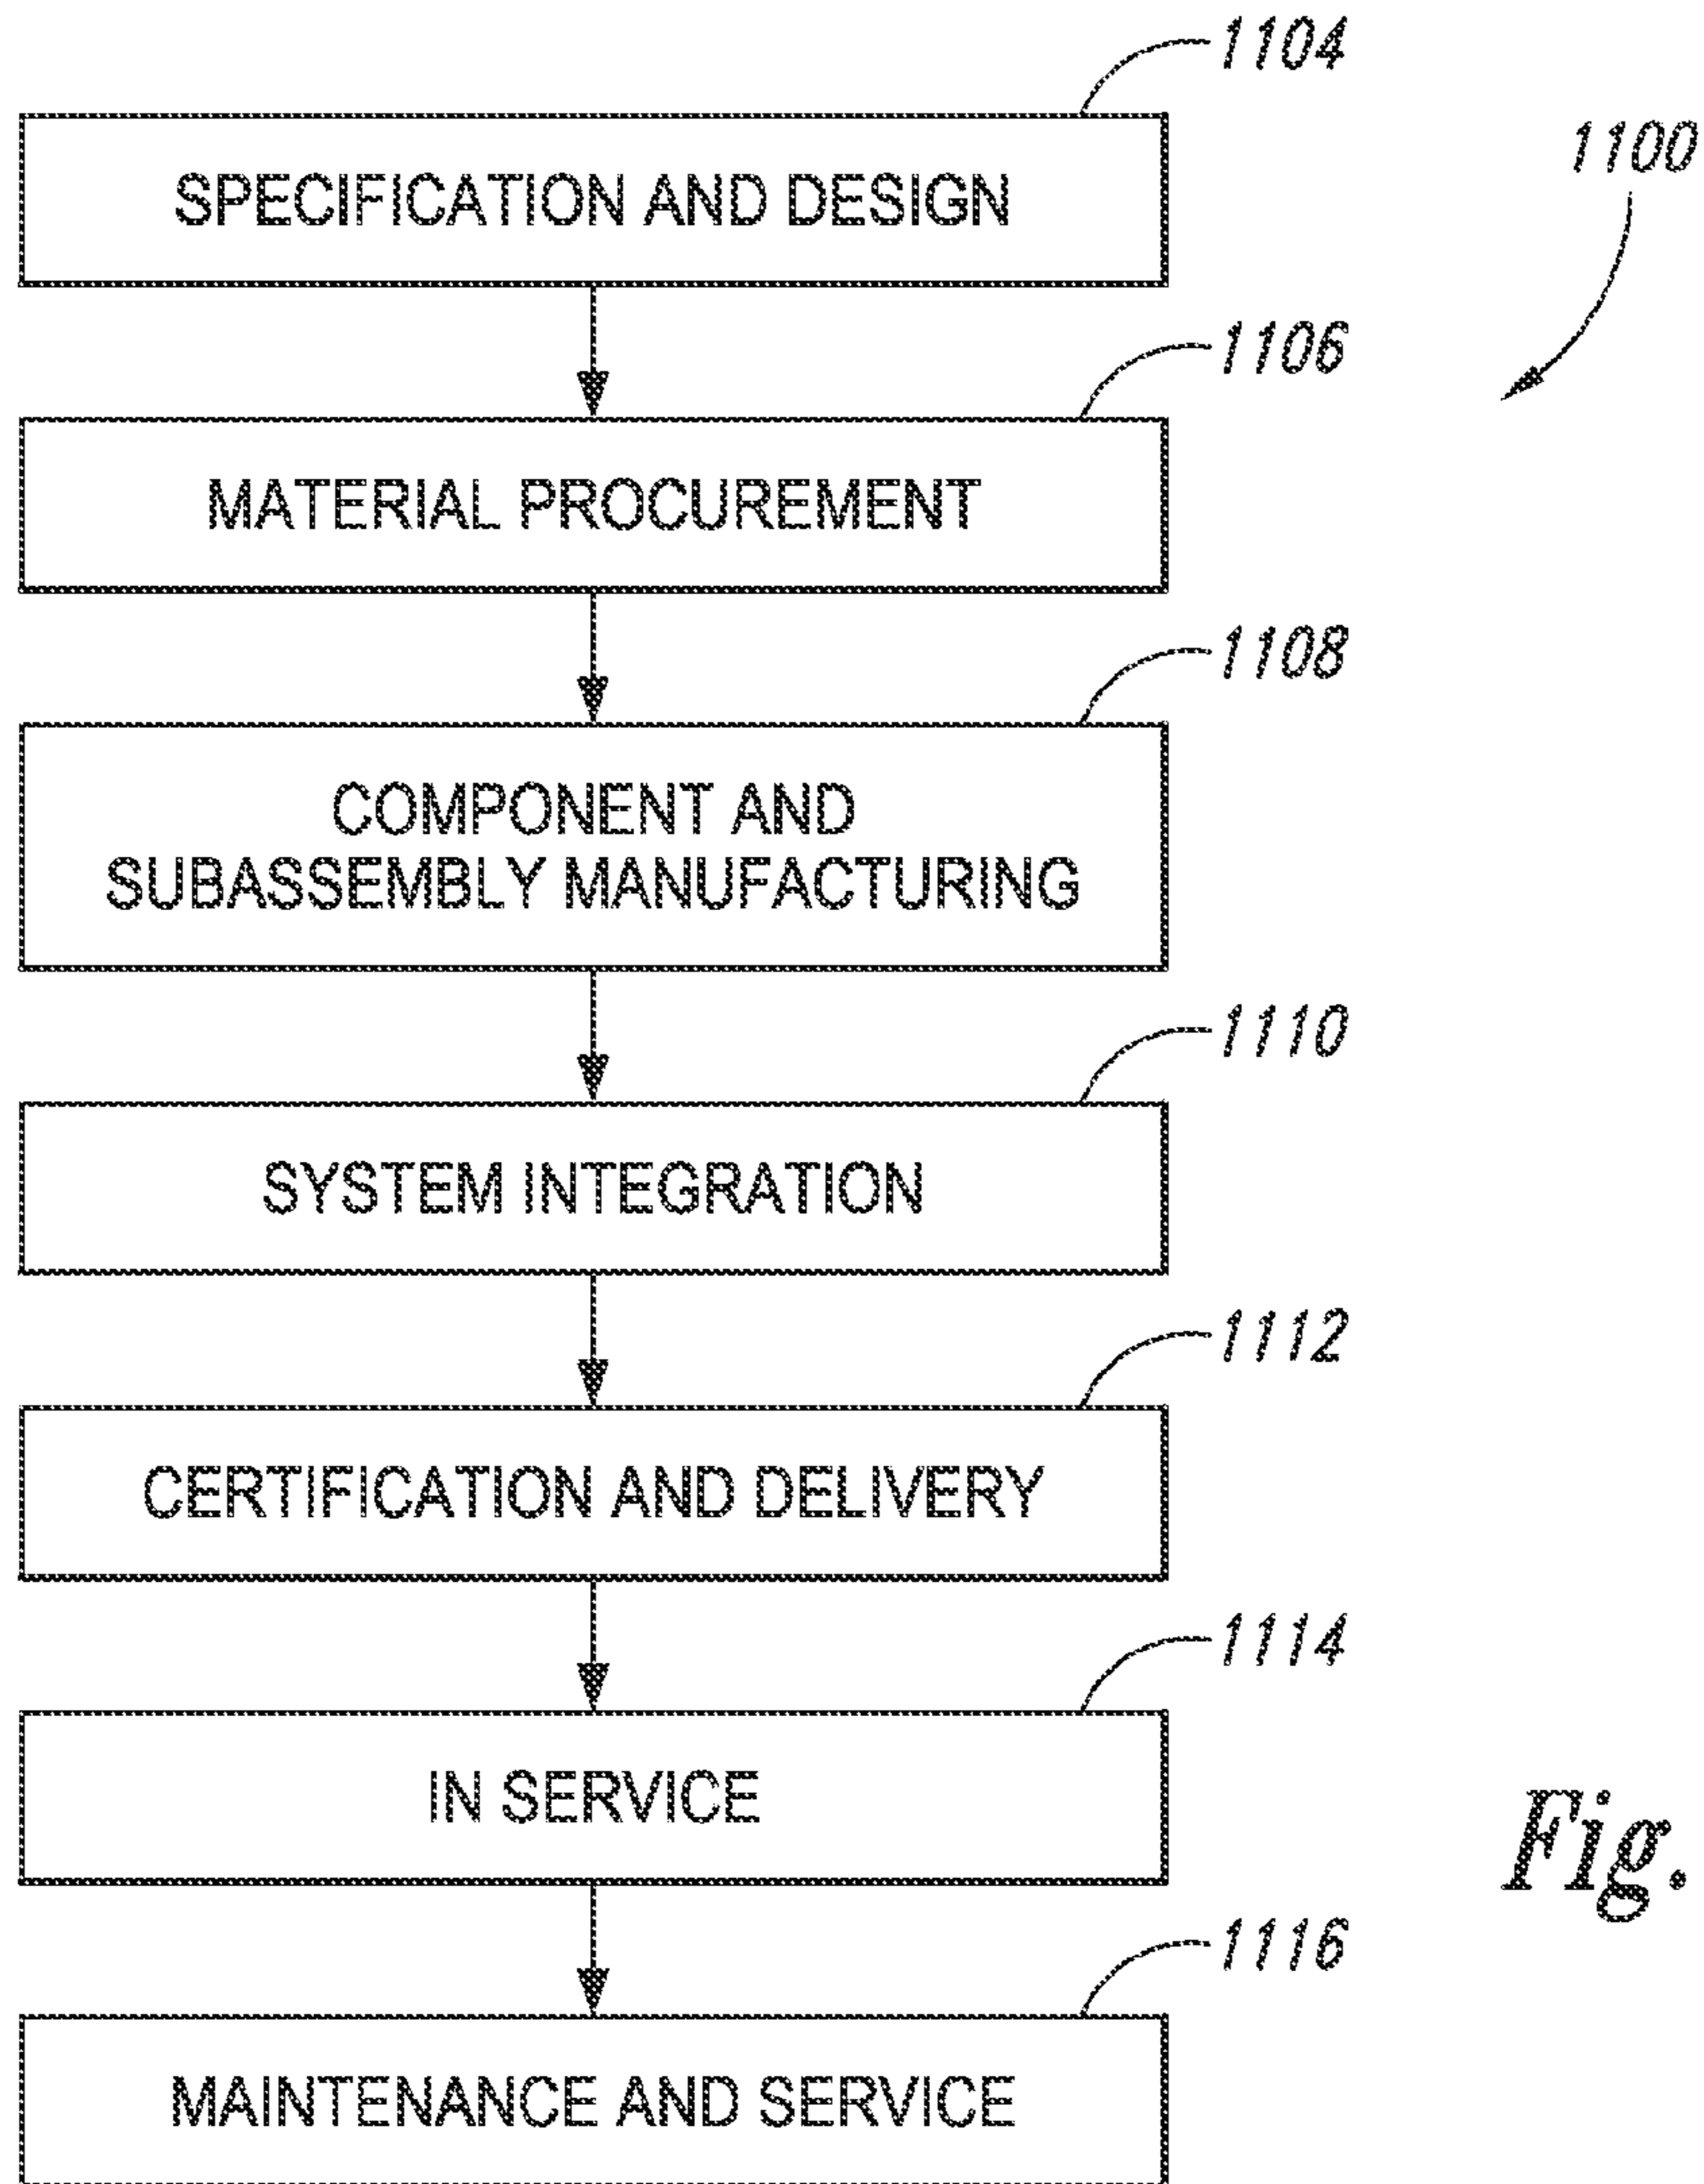 1104
1100
SPECIFICATION AND DESIGN
1106
MATERIAL PROCUREMENT
1108
COMPONENT AND
SUBASSEMBLY MANUFACTURING
1110
SYSTEM INTEGRATION
1112
CERTIFICATION AND DELIVERY
1114
IN SERVICE
Fig.
1116
MAINTENANCE AND SERVICE